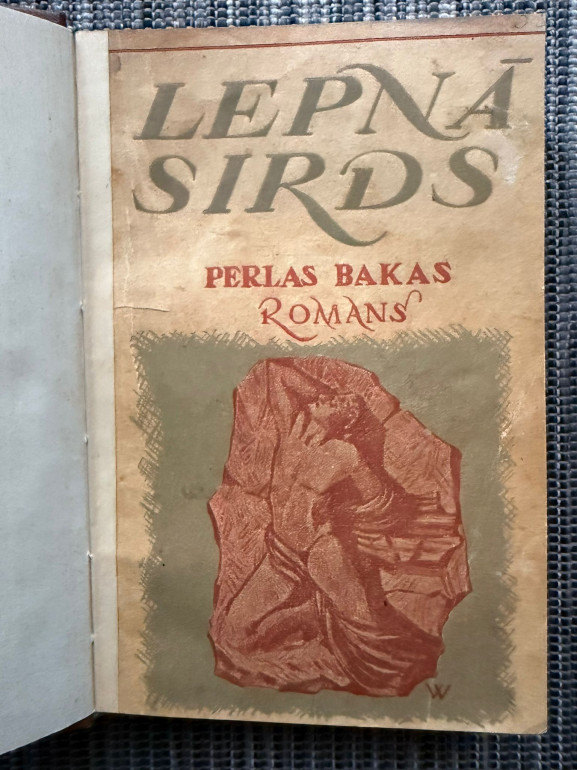 LEPNĀ
SIRDS
PERLAS BAKAS
ROMANS
W